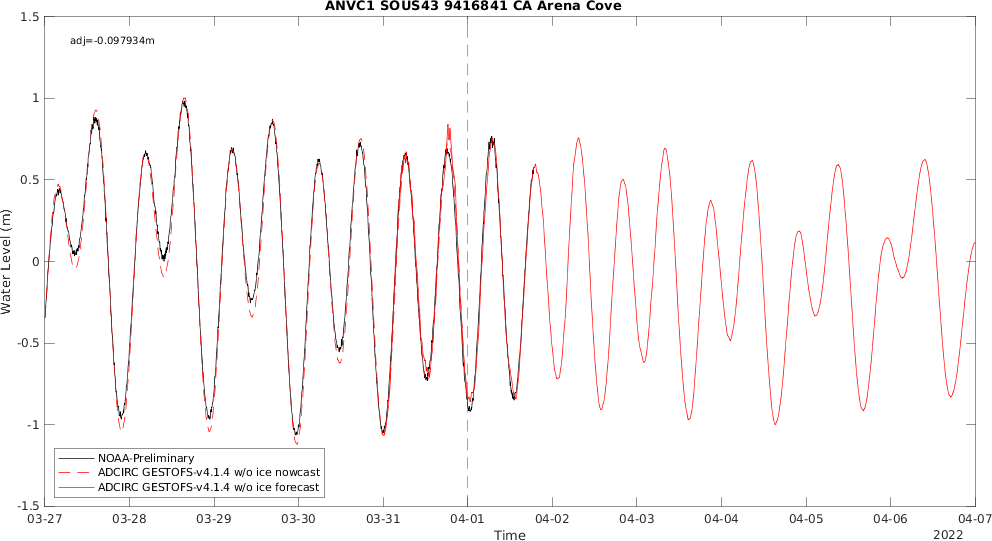 ANVC1 SOUS43 9416841 CA Arena Cove
adj=-0.097934m
Water Level (m)
1.5
1
0.5
0
-0.5
-1
-1.5
NOAA-Preliminary
ADCIRC GESTOFS-v4.1.4 w/o ice nowcast
ADCIRC GESTOFS-v4.1.4 w/o ice forecast
03-27 03-28 03-29 03-30 03-31 04-01 04-02 04-03 04-04 04-05 04-06 04-07
Time
2022